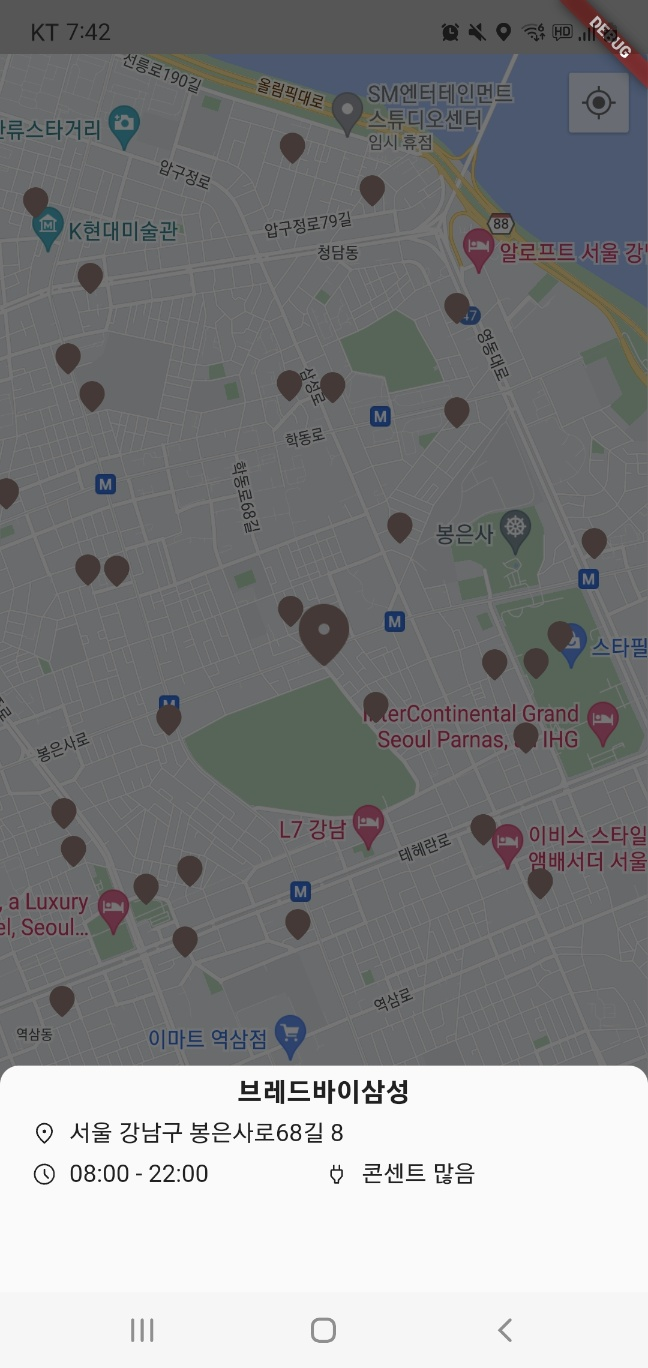 KT 7:42
HD
DEBUG
선릉로190길
올림픽대로
SM엔터테인먼트
스튜디오센터
임시 휴점
한류스타거리
압구정로
K현대미술관
압구정로79길
88
청담동
알로프트 서울 강남
47
영동대로
삼성로
M
학동로
M
학동로68길
봉은사
M
M
스타필
M
InterContinental Grand
Seoul Parnas, an IHG
봉은사로
L7 강남
이비스 스타일
앰배서더 서울
테헤란로
M
, a Luxury
el, Seoul...
역삼로
역삼동
이마트 역삼점
브레드바이삼성
서울 강남구 봉은사로68길 8
08:00 - 22:00
콘센트 많음